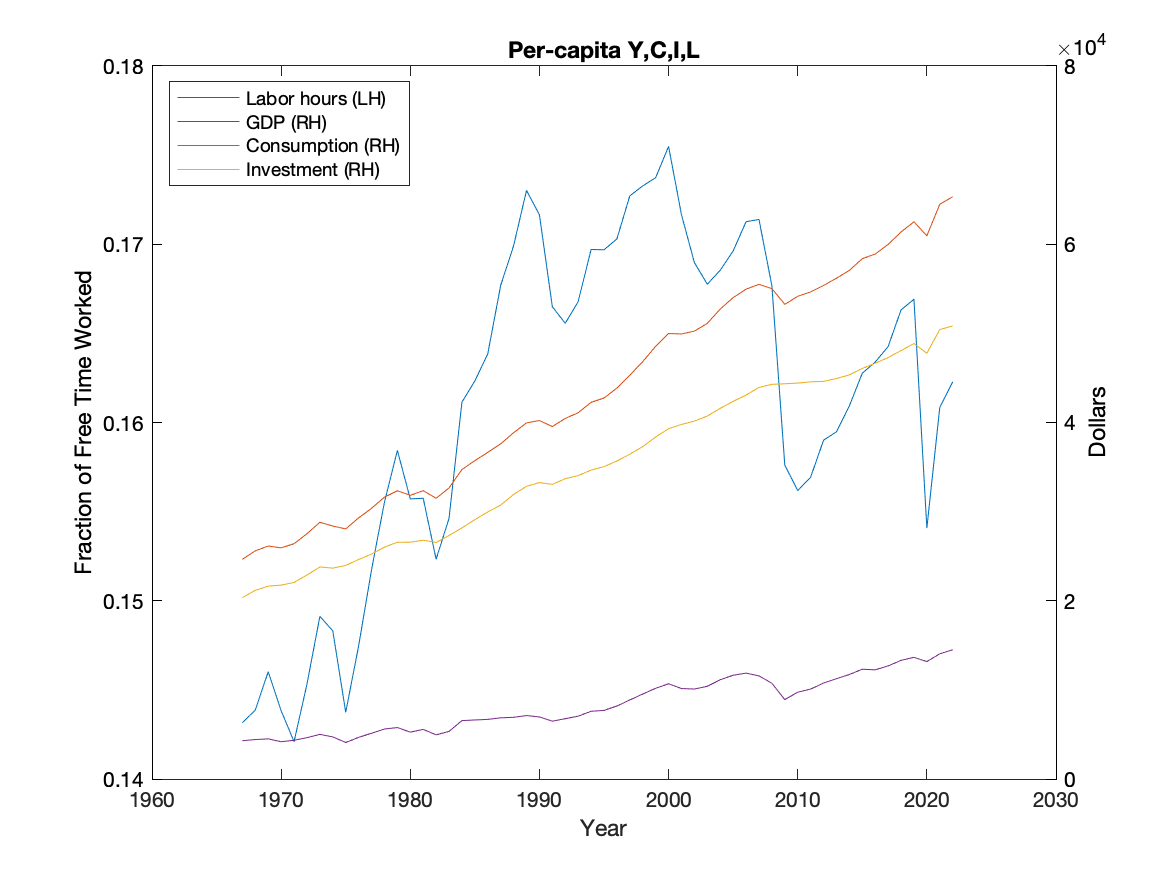 Per-capita Y,C,I,L
×10^4
Labor hours (LH)
GDP (RH)
Consumption (RH)
Investment (RH)
0.18
0.17
0.16
0.15
0.14
Fraction of Free Time Worked
8
6
4
2
0
Dollars
1960 1970 1980 1990 2000 2010 2020 2030
Year